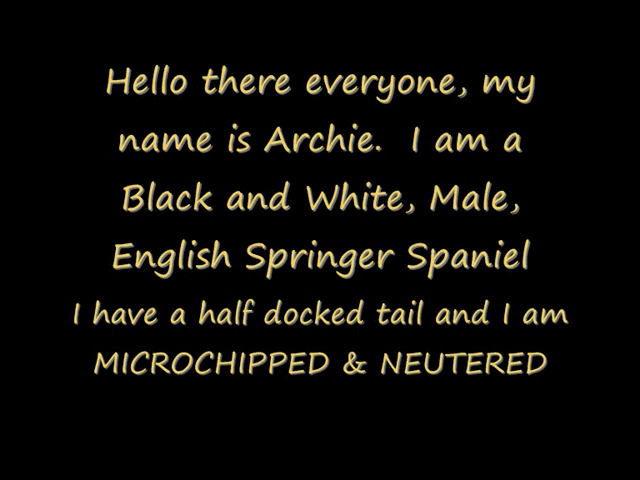 Hello there everyone, my
name is Archie.  I am a
Black and White, Male,
English Springer Spaniel
I have a half docked tail and I am
MICROCHIPPED & NEUTERED